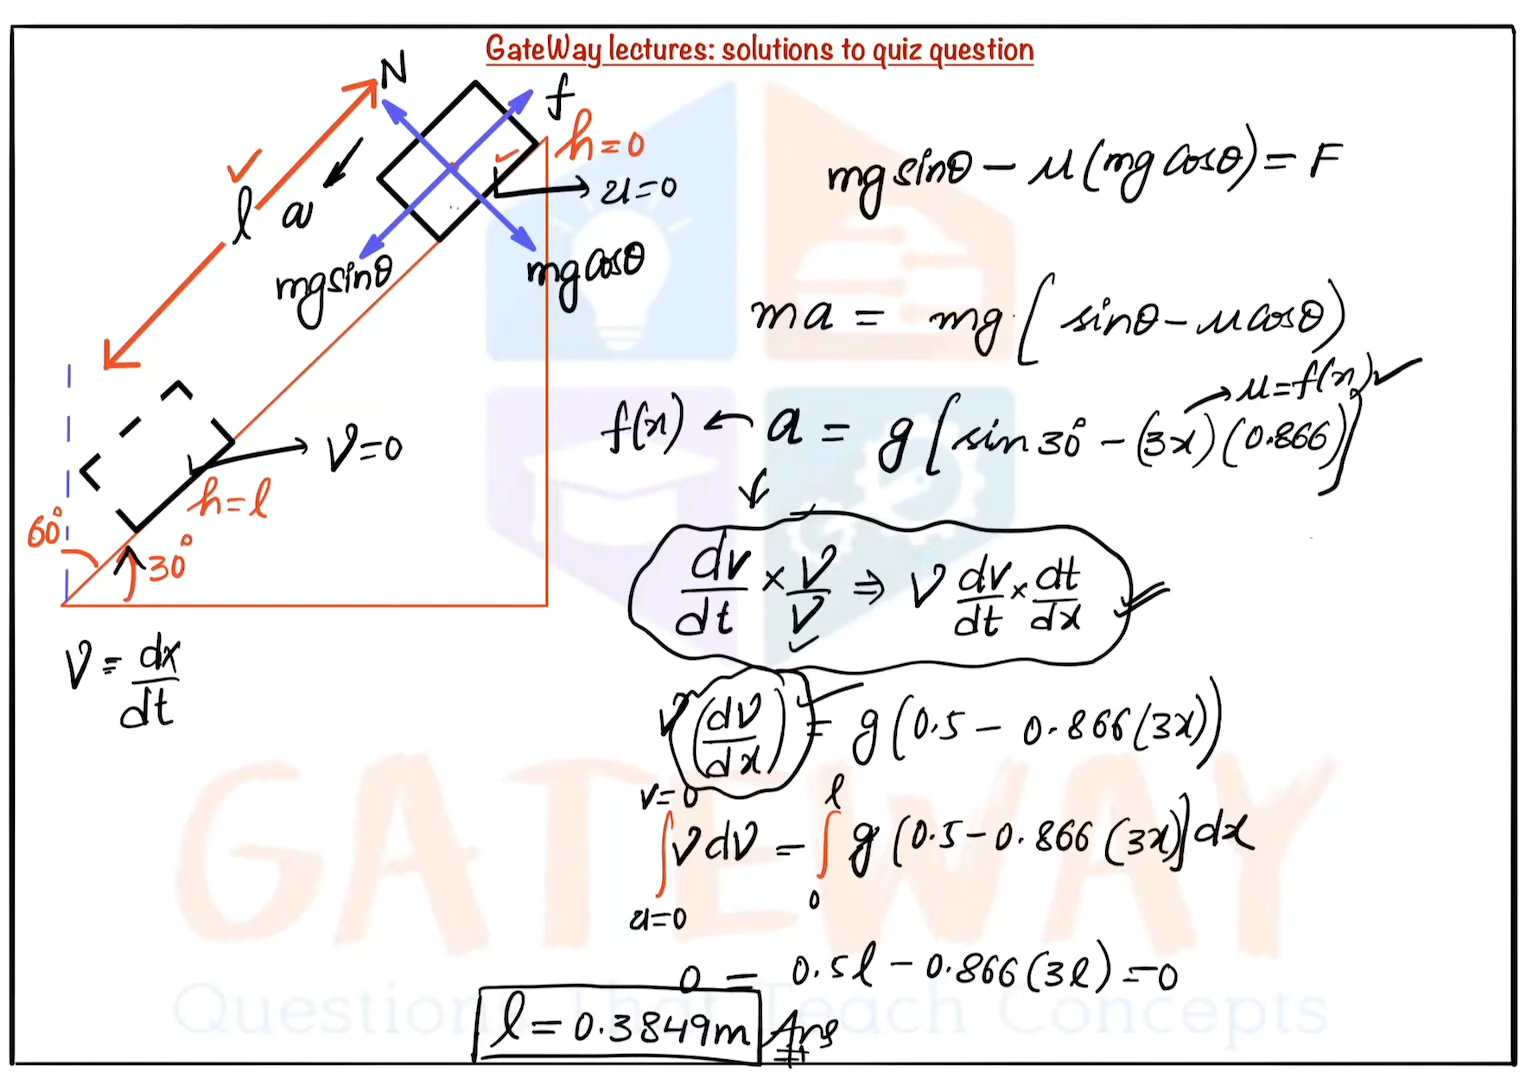 GateWay lectures: solutions to quiz question
N
f
h=0
u=0
l
a
mg sinθ
mg cosθ
V=0
h=l
60°
30°
V = dx/dt
mg sinθ - μ(mg cosθ) = F
ma = mg [ sinθ - μ cosθ)
μ=f(x) ✓
f(x) ← a = g[sin 30° - (3x)(0.866)]
dv/dt × V/V ⇒ V dv/dt × dt/dx
V (dv/dx) = g(0.5 - 0.866(3x))
v=0
l
∫ v dv = ∫ g (0.5-0.866 (3x)] dx
u=0
0
0 = 0.5l - 0.866(3l) = 0
l = 0.3849m Ans
GATEWAY
Questions That Teach Concepts